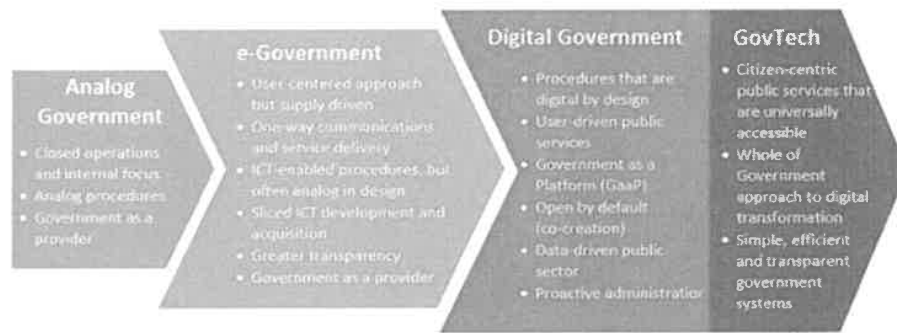 Analog
Government
• Closed operations
and internal focus
• Analog procedures
• Government as a
provider
e-Government
• User-centered approach
but supply driven
• One-way communications
and service delivery
• ICT-enabled procedures, but
often analog in design
• Sliced ICT development and
acquisition
• Greater transparency
• Government as a provider
Digital Government
• Procedures that are
digital by design
• User-driven public
services
• Government as a
Platform (GaaP)
• Open by default
(co-creation)
• Data-driven public
sector
• Proactive administration
GovTech
• Citizen-centric
public services that
are universally
accessible
• Whole of
Government
approach to digital
transformation
• Simple, efficient
and transparent
government
systems